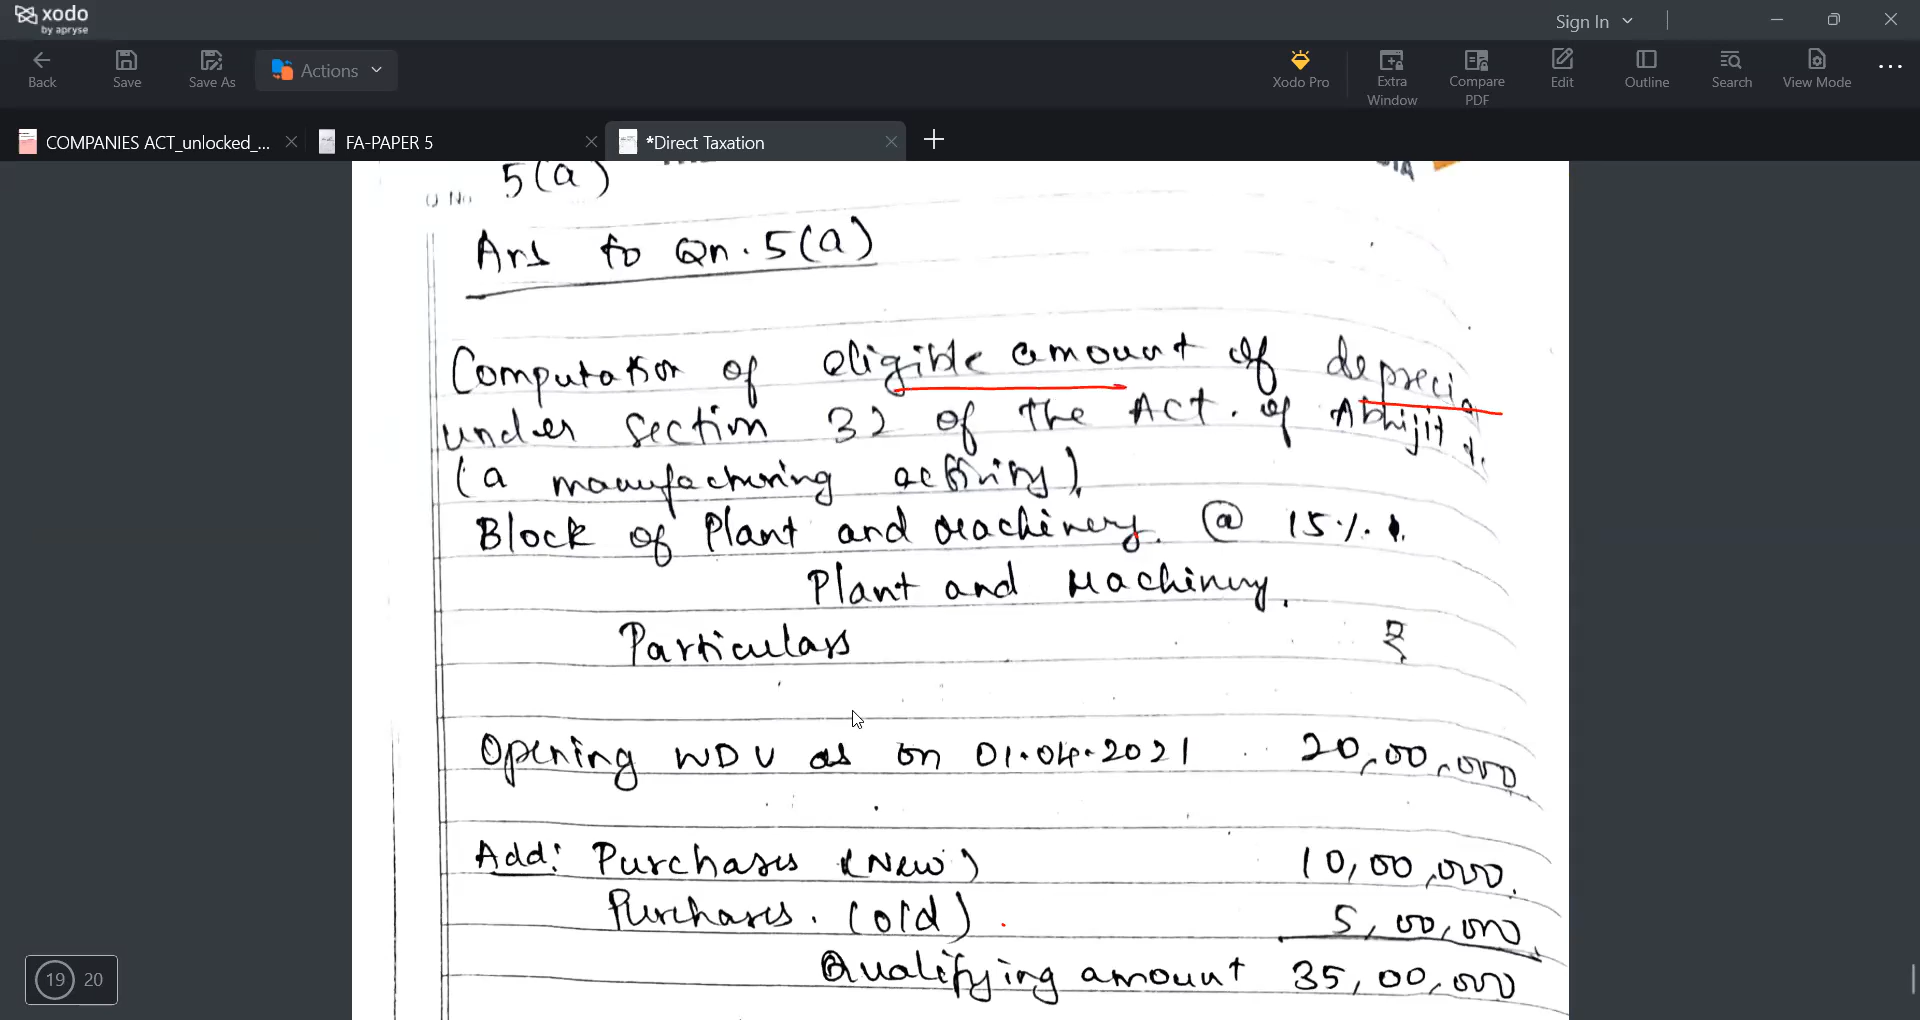 xodo
by apryse
Sign In
Back
Save
Save As
Actions
Xodo Pro
Extra Window
Compare PDF
Edit
Outline
Search
View Mode
COMPANIES ACT_unlocked_...
FA-PAPER 5
*Direct Taxation
Q No. 5(a)
Ans to Qn. 5(a)
Computation of eligible amount of deprecia
under section 32 of the Act. of Abhijit
(a manufacturing activity).
Block of Plant and Machinery. @ 15%.
Plant and Machinery.
Particulars ₹
Opening WDV as on 01.04.2021 20,00,000
Add: Purchases (New) 10,00,000.
Purchases. (old). 5,00,000.
Qualifying amount 35,00,000
19 20